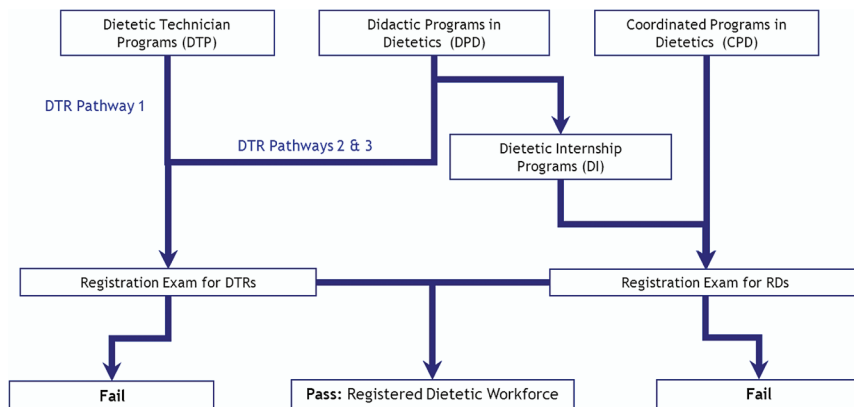 Dietetic Technician
Programs (DTP)
Didactic Programs in
Dietetics (DPD)
Coordinated Programs in
Dietetics (CPD)
DTR Pathway 1
DTR Pathways 2 & 3
Dietetic Internship
Programs (DI)
Registration Exam for DTRs
Registration Exam for RDs
Fail
Pass: Registered Dietetic Workforce
Fail